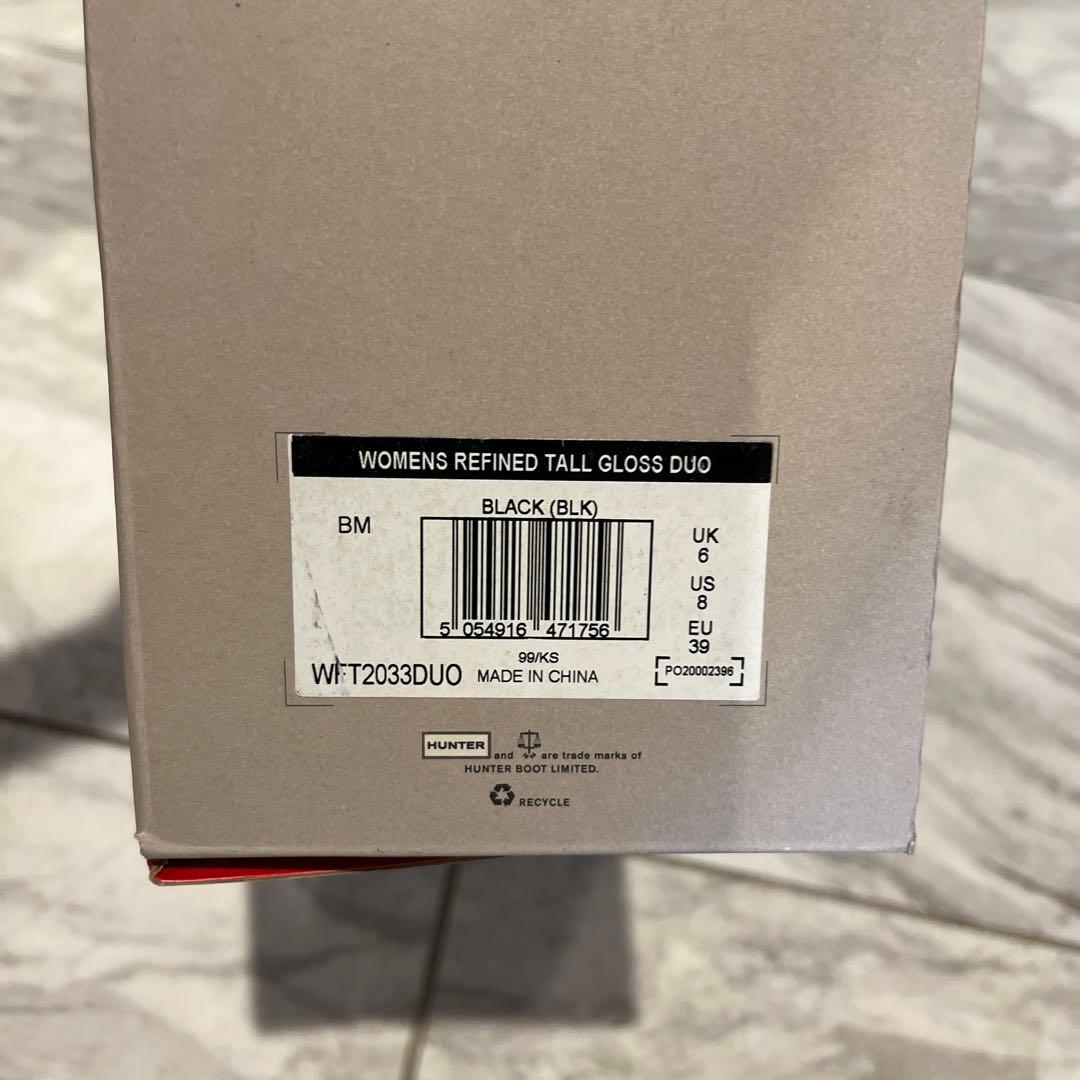 WOMENS REFINED TALL GLOSS DUO
BLACK (BLK)
BM
5 054916 471756
UK
6
US
8
EU
39
99/KS
WFT2033DUO MADE IN CHINA
PO20002396
HUNTER and are trade marks of
HUNTER BOOT LIMITED.
RECYCLE